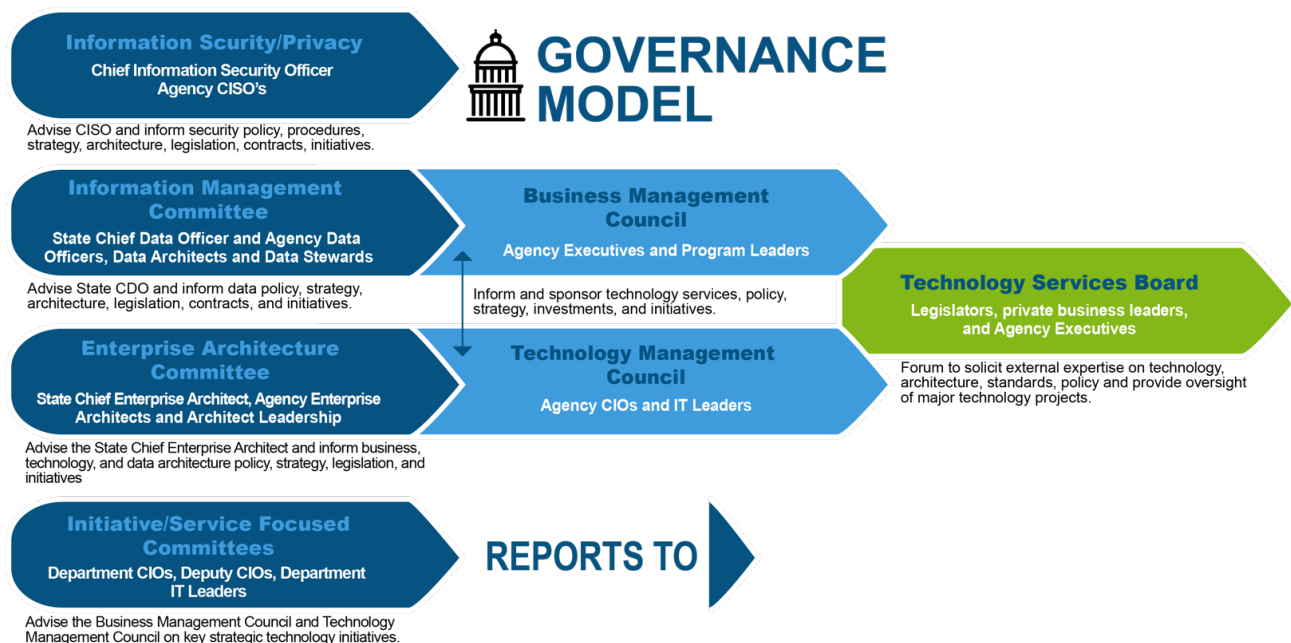 Information Scurity/Privacy
Chief Information Security Officer
Agency CISO's
Advise CISO and inform security policy, procedures,
strategy, architecture, legislation, contracts, initiatives.
GOVERNANCE
MODEL
Information Management
Committee
State Chief Data Officer and Agency Data
Officers, Data Architects and Data Stewards
Advise State CDO and inform data policy, strategy,
architecture, legislation, contracts, and initiatives.
Business Management
Council
Agency Executives and Program Leaders
Inform and sponsor technology services, policy,
strategy, investments, and initiatives.
Technology Services Board
Legislators, private business leaders,
and Agency Executives
Forum to solicit external expertise on technology,
architecture, standards, policy and provide oversight
of major technology projects.
Enterprise Architecture
Committee
State Chief Enterprise Architect, Agency Enterprise
Architects and Architect Leadership
Advise the State Chief Enterprise Architect and inform business,
technology, and data architecture policy, strategy, legislation, and
initiatives
Technology Management
Council
Agency CIOs and IT Leaders
Initiative/Service Focused
Committees
Department CIOs, Deputy CIOs, Department
IT Leaders
Advise the Business Management Council and Technology
Management Council on key strategic technology initiatives.
REPORTS TO